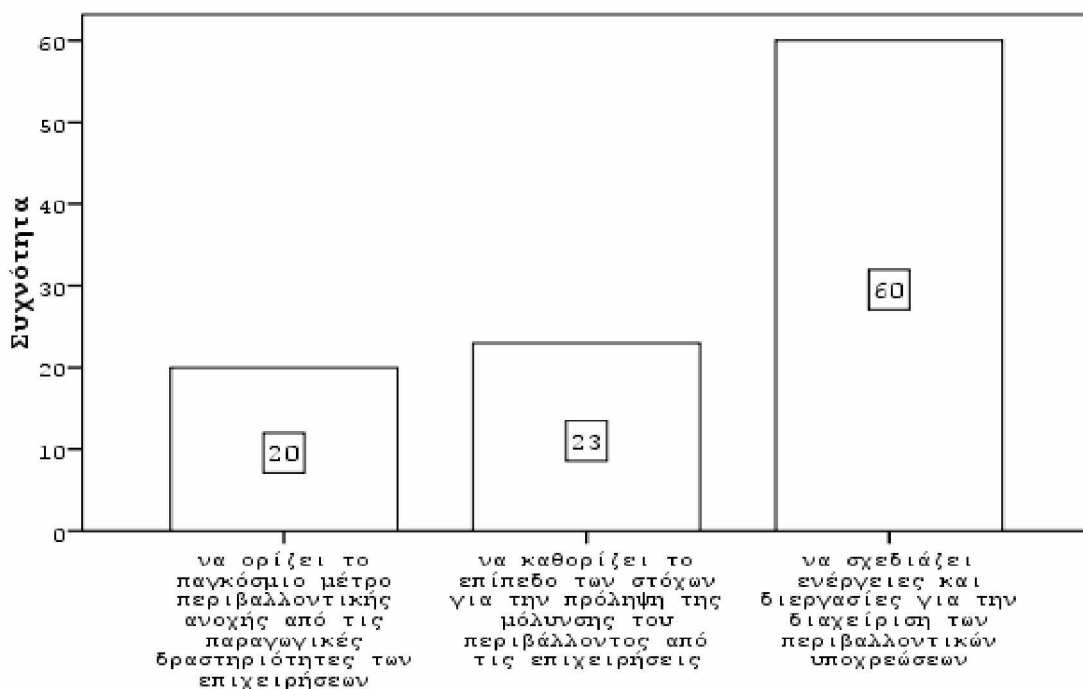 Συχνότητα
60
50
40
30
20
10
0
20
23
60
να ορίζει το
παγκόσμιο μέτρο
περιβαλλοντικής
ανοχής από τις
παραγωγικές
δραστηριότητες των
επιχειρήσεων
να καθορίζει το
επίπεδο των στόχων
για την πρόληψη της
μόλυνσης του
περιβάλλοντος από
τις επιχειρήσεις
να σχεδιάζει
ενέργειες και
διεργασίες για την
διαχείριση των
περιβαλλοντικών
υποχρεώσεων